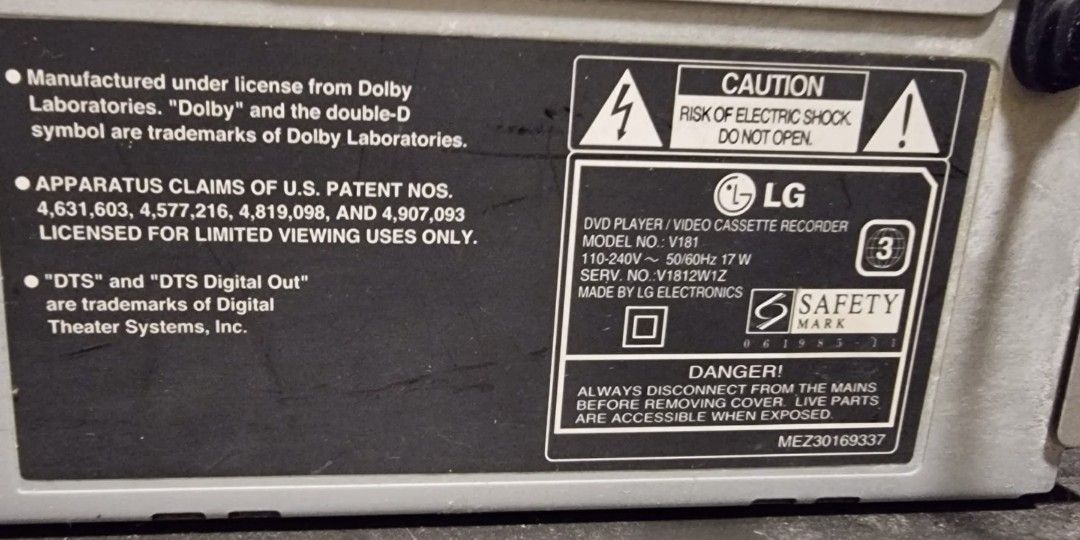 ● Manufactured under license from Dolby
Laboratories. "Dolby" and the double-D
symbol are trademarks of Dolby Laboratories.
● APPARATUS CLAIMS OF U.S. PATENT NOS.
4,631,603, 4,577,216, 4,819,098, AND 4,907,093
LICENSED FOR LIMITED VIEWING USES ONLY.
● "DTS" and "DTS Digital Out"
are trademarks of Digital
Theater Systems, Inc.
CAUTION
RISK OF ELECTRIC SHOCK
DO NOT OPEN.
LG
DVD PLAYER / VIDEO CASSETTE RECORDER
MODEL NO.: V181
110-240V ~ 50/60Hz 17 W
SERV. NO.:V1812W1Z
MADE BY LG ELECTRONICS
3
SAFETY
MARK
061985-11
DANGER!
ALWAYS DISCONNECT FROM THE MAINS
BEFORE REMOVING COVER. LIVE PARTS
ARE ACCESSIBLE WHEN EXPOSED.
MEZ30169337